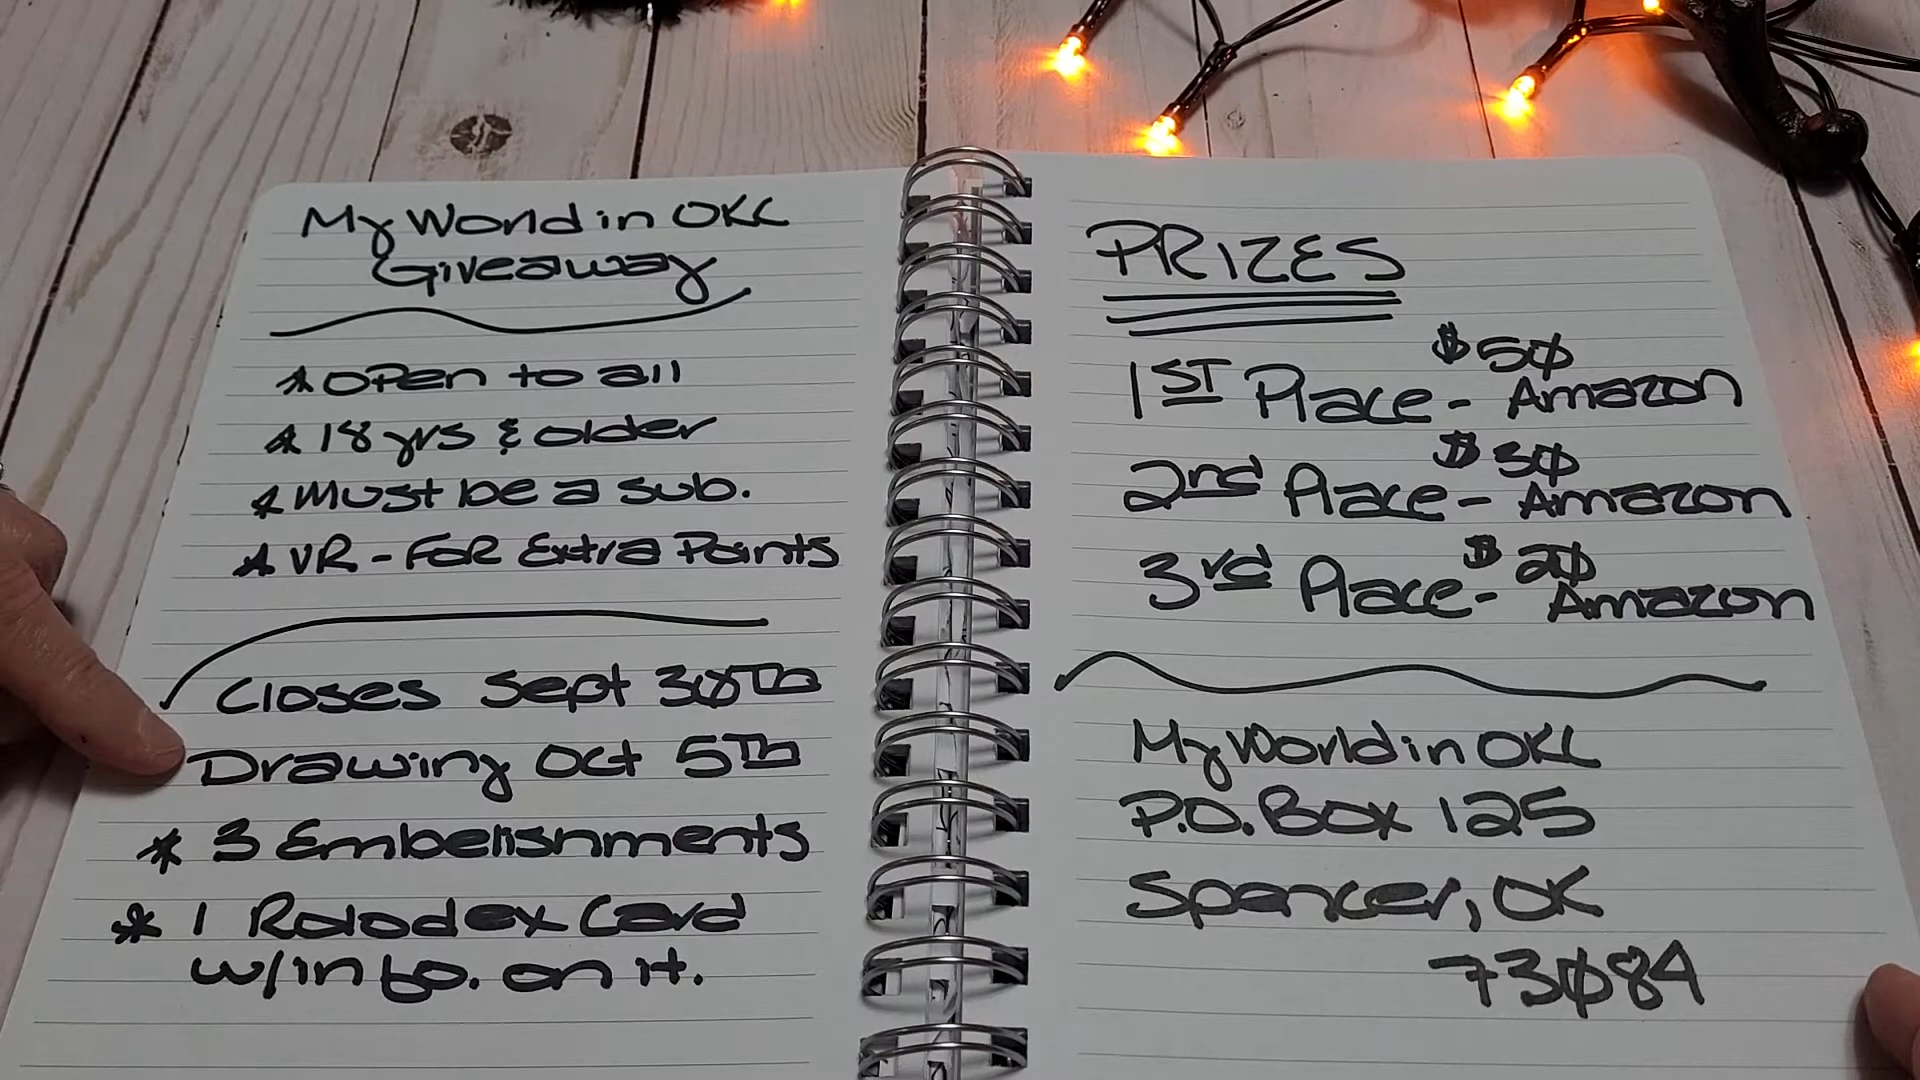 My World in OKC
Giveaway
* Open to all
* 18 yrs & older
* Must be a sub.
* VR - For Extra Points
Closes Sept 30th
Drawing Oct 5th
* 3 Embelishments
* 1 Rolodex Card
w/info. on it.
PRIZES
$50
1ST Place - Amazon
$30
2nd Place - Amazon
$20
3rd Place - Amazon
My World in OKC
P.O. Box 125
Spencer, OK
73084